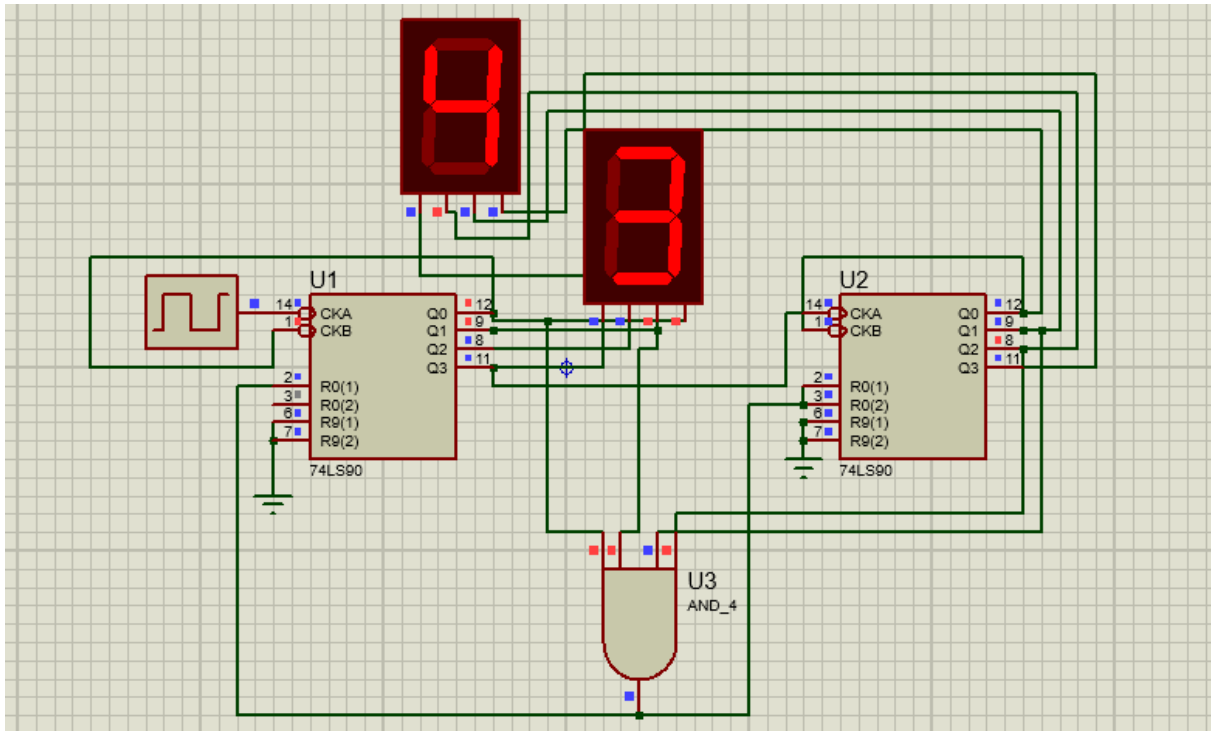 4
3
U1
14
1
2
3
6
7
CKA
CKB
R0(1)
R0(2)
R9(1)
R9(2)
Q0
Q1
Q2
Q3
12
9
8
11
74LS90
U2
14
1
2
3
6
7
CKA
CKB
R0(1)
R0(2)
R9(1)
R9(2)
Q0
Q1
Q2
Q3
12
9
8
11
74LS90
U3
AND_4